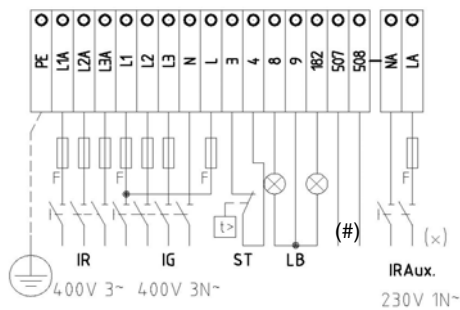 PE L1A L2A L3A L1 L2 L3 N L 3 4 8 9 182 507 508 NA LA
F F F F
t>
(#) (x)
IR IG ST LB IRAux.
400V 3~ 400V 3N~ 230V 1N~